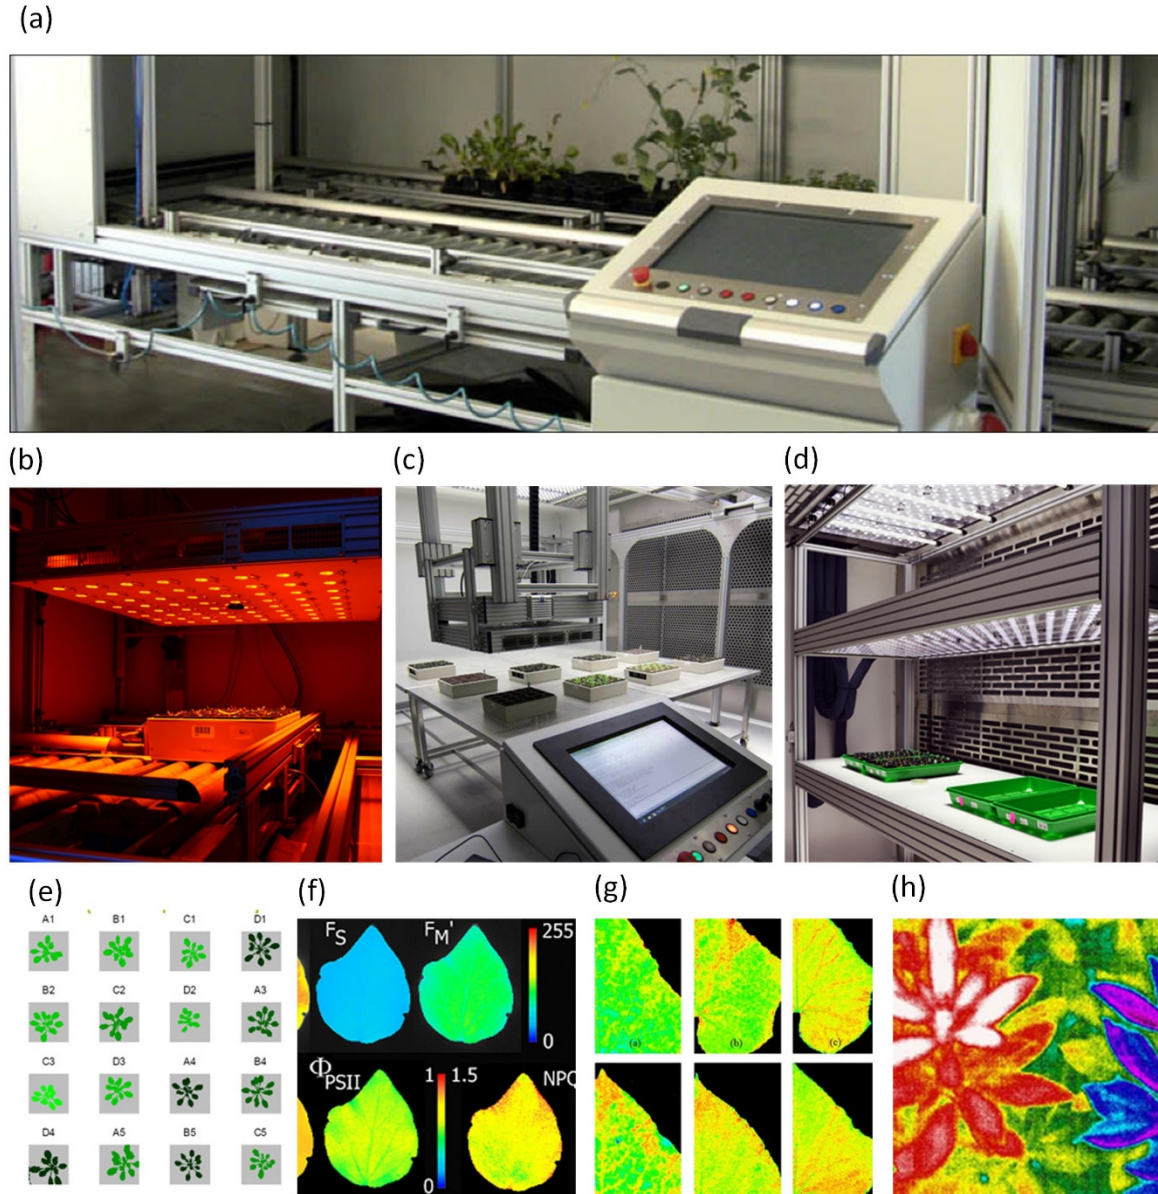 (a)
(b)
(c)
(d)
(e)
(f)
(g)
(h)
A1 B1 C1 D1
B2 C2 D2 A3
C3 D3 A4 B4
D4 A5 B5 C5
FS FM' 255
0
ΦPSII 1 1.5 NPQ
0 0
(a) (b) (c)